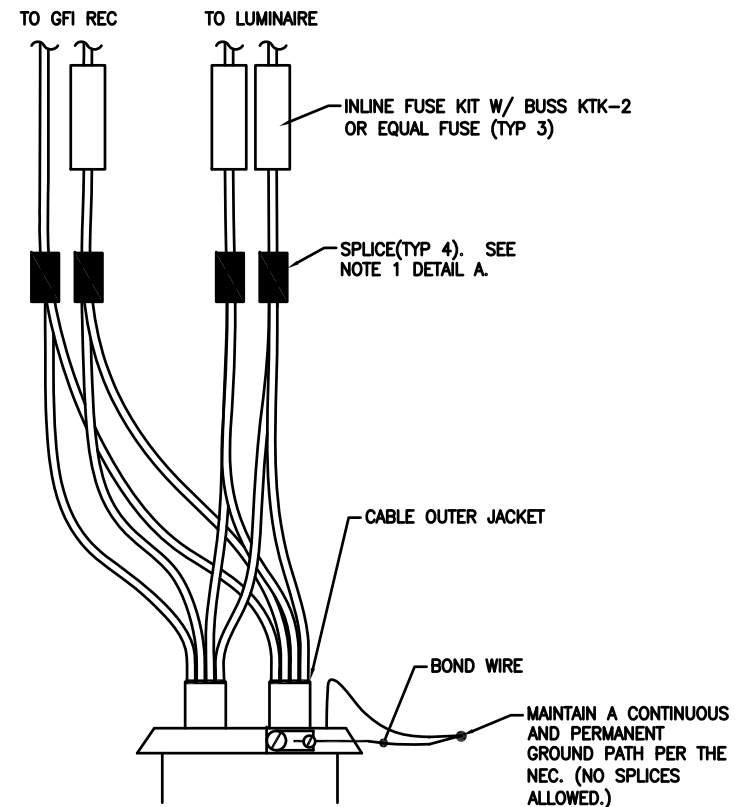 TO GFI REC
TO LUMINAIRE
INLINE FUSE KIT W/ BUSS KTK-2
OR EQUAL FUSE (TYP 3)
SPLICE(TYP 4). SEE
NOTE 1 DETAIL A.
CABLE OUTER JACKET
BOND WIRE
MAINTAIN A CONTINUOUS
AND PERMANENT
GROUND PATH PER THE
NEC. (NO SPLICES
ALLOWED.)